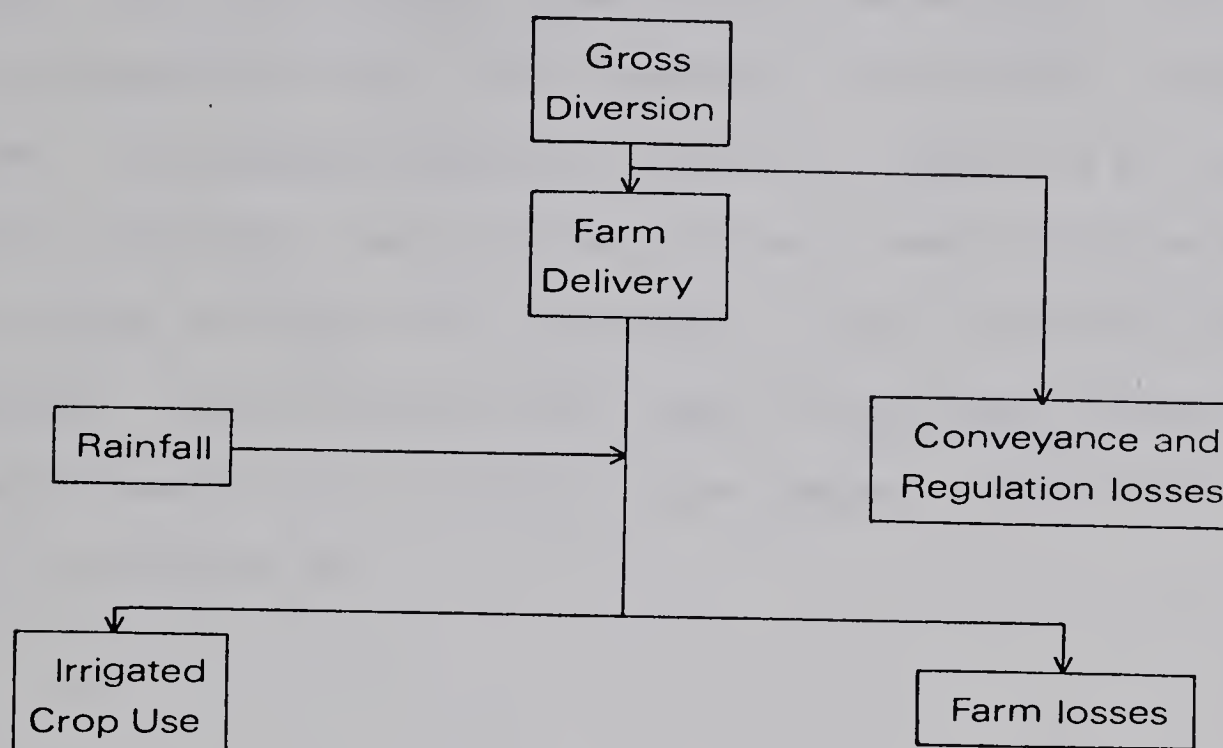 Gross
Diversion
Farm
Delivery
Rainfall
Conveyance and
Regulation losses
Irrigated
Crop Use
Farm losses